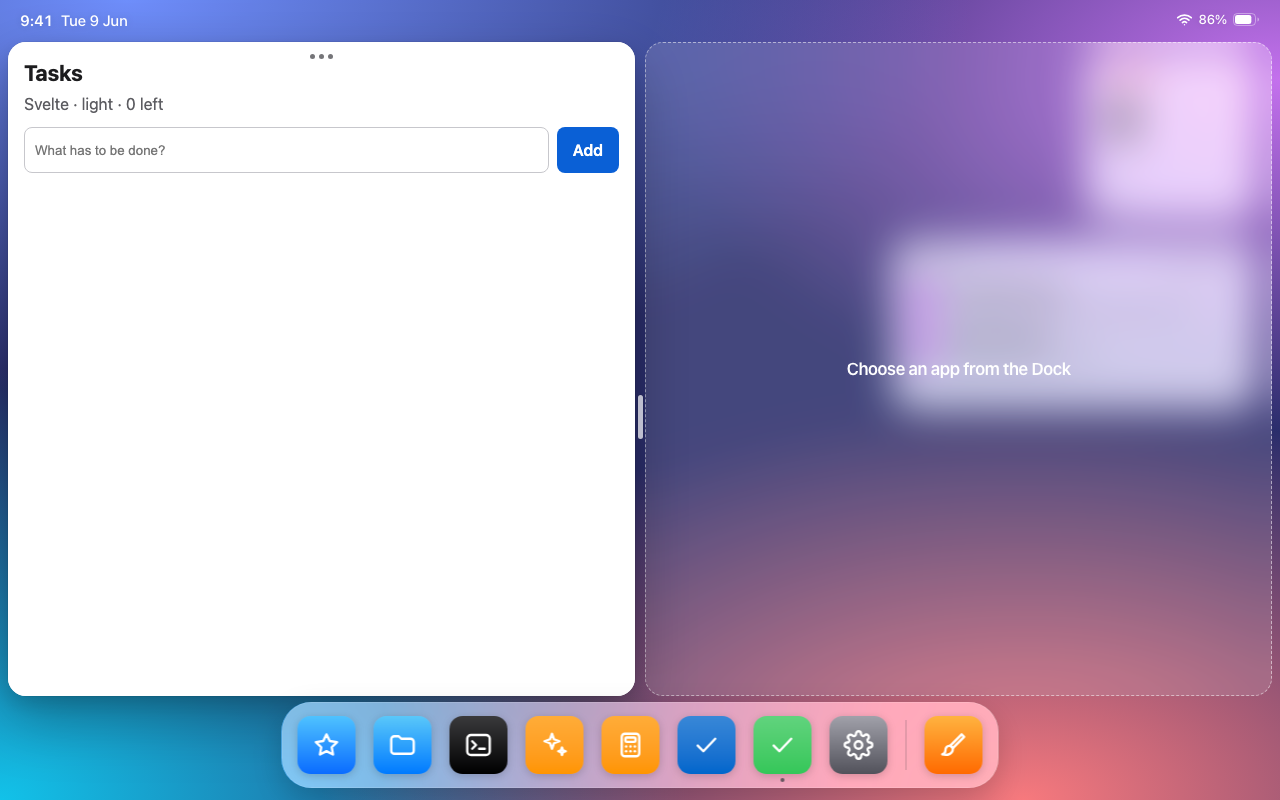 9:41 Tue 9 Jun
86%
Tasks
Svelte · light · 0 left
What has to be done?
Add
Choose an app from the Dock